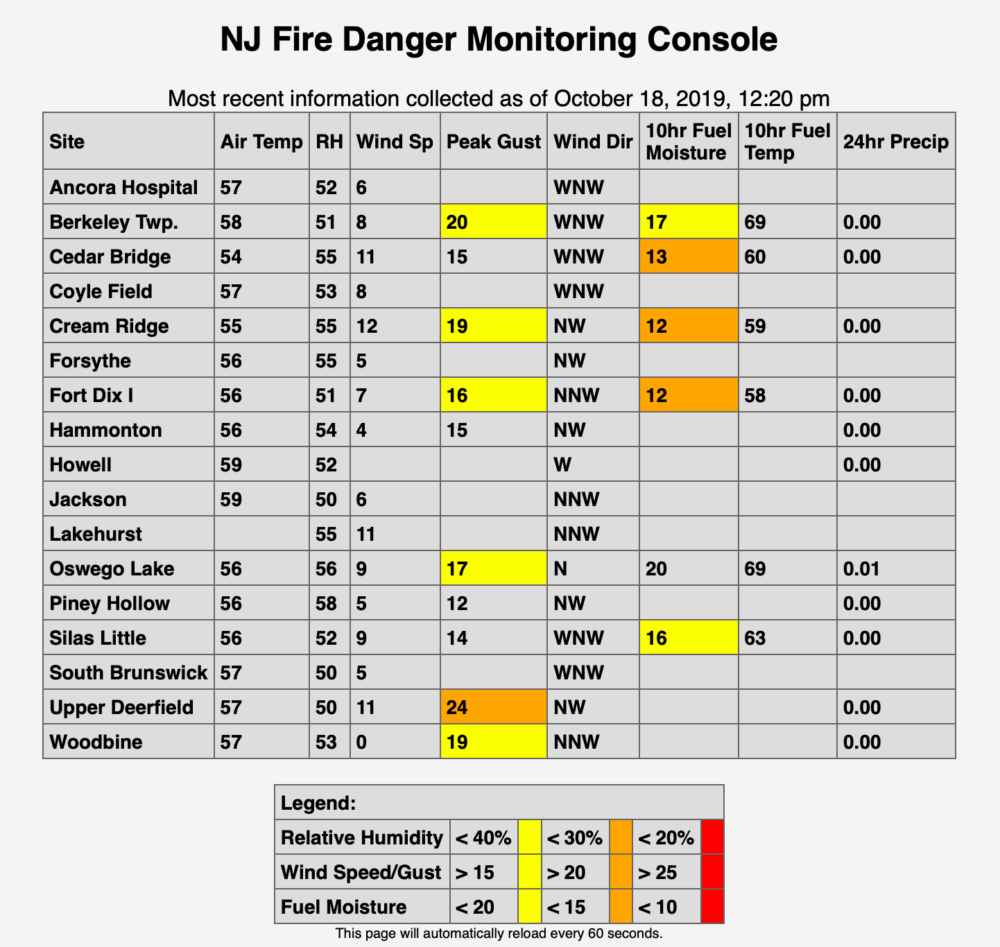 NJ Fire Danger Monitoring Console
Most recent information collected as of October 18, 2019, 12:20 pm
Site Air Temp RH Wind Sp Peak Gust Wind Dir 10hr Fuel Moisture 10hr Fuel Temp 24hr Precip
Ancora Hospital 57 52 6 WNW
Berkeley Twp. 58 51 8 20 WNW 17 69 0.00
Cedar Bridge 54 55 11 15 WNW 13 60 0.00
Coyle Field 57 53 8 WNW
Cream Ridge 55 55 12 19 NW 12 59 0.00
Forsythe 56 55 5 NW
Fort Dix I 56 51 7 16 NNW 12 58 0.00
Hammonton 56 54 4 15 NW 0.00
Howell 59 52 W 0.00
Jackson 59 50 6 NNW
Lakehurst 55 11 NNW
Oswego Lake 56 56 9 17 N 20 69 0.01
Piney Hollow 56 58 5 12 NW 0.00
Silas Little 56 52 9 14 WNW 16 63 0.00
South Brunswick 57 50 5 WNW
Upper Deerfield 57 50 11 24 NW 0.00
Woodbine 57 53 0 19 NNW 0.00
Legend:
Relative Humidity < 40% < 30% < 20%
Wind Speed/Gust > 15 > 20 > 25
Fuel Moisture < 20 < 15 < 10
This page will automatically reload every 60 seconds.